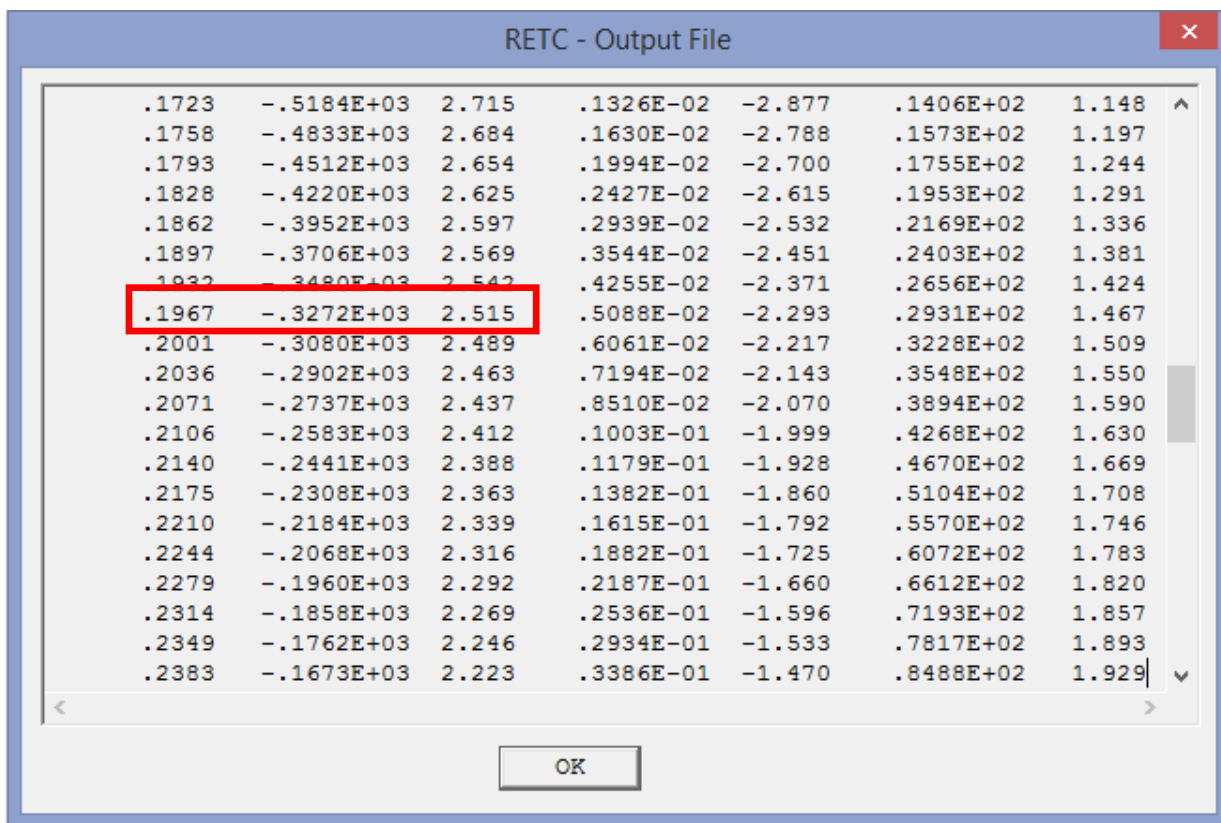 RETC - Output File
.1723 -.5184E+03 2.715 .1326E-02 -2.877 .1406E+02 1.148
.1758 -.4833E+03 2.684 .1630E-02 -2.788 .1573E+02 1.197
.1793 -.4512E+03 2.654 .1994E-02 -2.700 .1755E+02 1.244
.1828 -.4220E+03 2.625 .2427E-02 -2.615 .1953E+02 1.291
.1862 -.3952E+03 2.597 .2939E-02 -2.532 .2169E+02 1.336
.1897 -.3706E+03 2.569 .3544E-02 -2.451 .2403E+02 1.381
.1932 -.3480E+03 2.542 .4255E-02 -2.371 .2656E+02 1.424
.1967 -.3272E+03 2.515 .5088E-02 -2.293 .2931E+02 1.467
.2001 -.3080E+03 2.489 .6061E-02 -2.217 .3228E+02 1.509
.2036 -.2902E+03 2.463 .7194E-02 -2.143 .3548E+02 1.550
.2071 -.2737E+03 2.437 .8510E-02 -2.070 .3894E+02 1.590
.2106 -.2583E+03 2.412 .1003E-01 -1.999 .4268E+02 1.630
.2140 -.2441E+03 2.388 .1179E-01 -1.928 .4670E+02 1.669
.2175 -.2308E+03 2.363 .1382E-01 -1.860 .5104E+02 1.708
.2210 -.2184E+03 2.339 .1615E-01 -1.792 .5570E+02 1.746
.2244 -.2068E+03 2.316 .1882E-01 -1.725 .6072E+02 1.783
.2279 -.1960E+03 2.292 .2187E-01 -1.660 .6612E+02 1.820
.2314 -.1858E+03 2.269 .2536E-01 -1.596 .7193E+02 1.857
.2349 -.1762E+03 2.246 .2934E-01 -1.533 .7817E+02 1.893
.2383 -.1673E+03 2.223 .3386E-01 -1.470 .8488E+02 1.929
OK